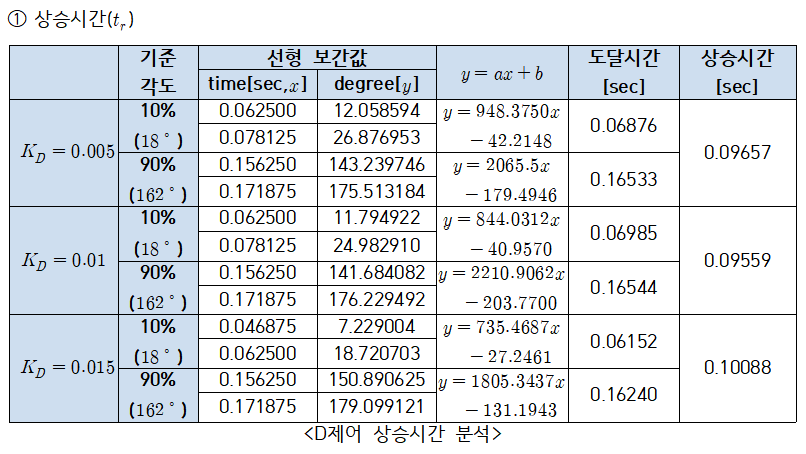 ① 상승시간(t_r)
기준 각도 | 선형 보간값 | y = ax + b | 도달시간 [sec] | 상승시간 [sec]
time[sec,x] | degree[y]
K_D = 0.005 | 10% (18°) | 0.062500 | 12.058594 | y = 948.3750x - 42.2148 | 0.06876 | 0.09657
0.078125 | 26.876953
90% (162°) | 0.156250 | 143.239746 | y = 2065.5x - 179.4946 | 0.16533
0.171875 | 175.513184
K_D = 0.01 | 10% (18°) | 0.062500 | 11.794922 | y = 844.0312x - 40.9570 | 0.06985 | 0.09559
0.078125 | 24.982910
90% (162°) | 0.156250 | 141.684082 | y = 2210.9062x - 203.7700 | 0.16544
0.171875 | 176.229492
K_D = 0.015 | 10% (18°) | 0.046875 | 7.229004 | y = 735.4687x - 27.2461 | 0.06152 | 0.10088
0.062500 | 18.720703
90% (162°) | 0.156250 | 150.890625 | y = 1805.3437x - 131.1943 | 0.16240
0.171875 | 179.099121
<D제어 상승시간 분석>